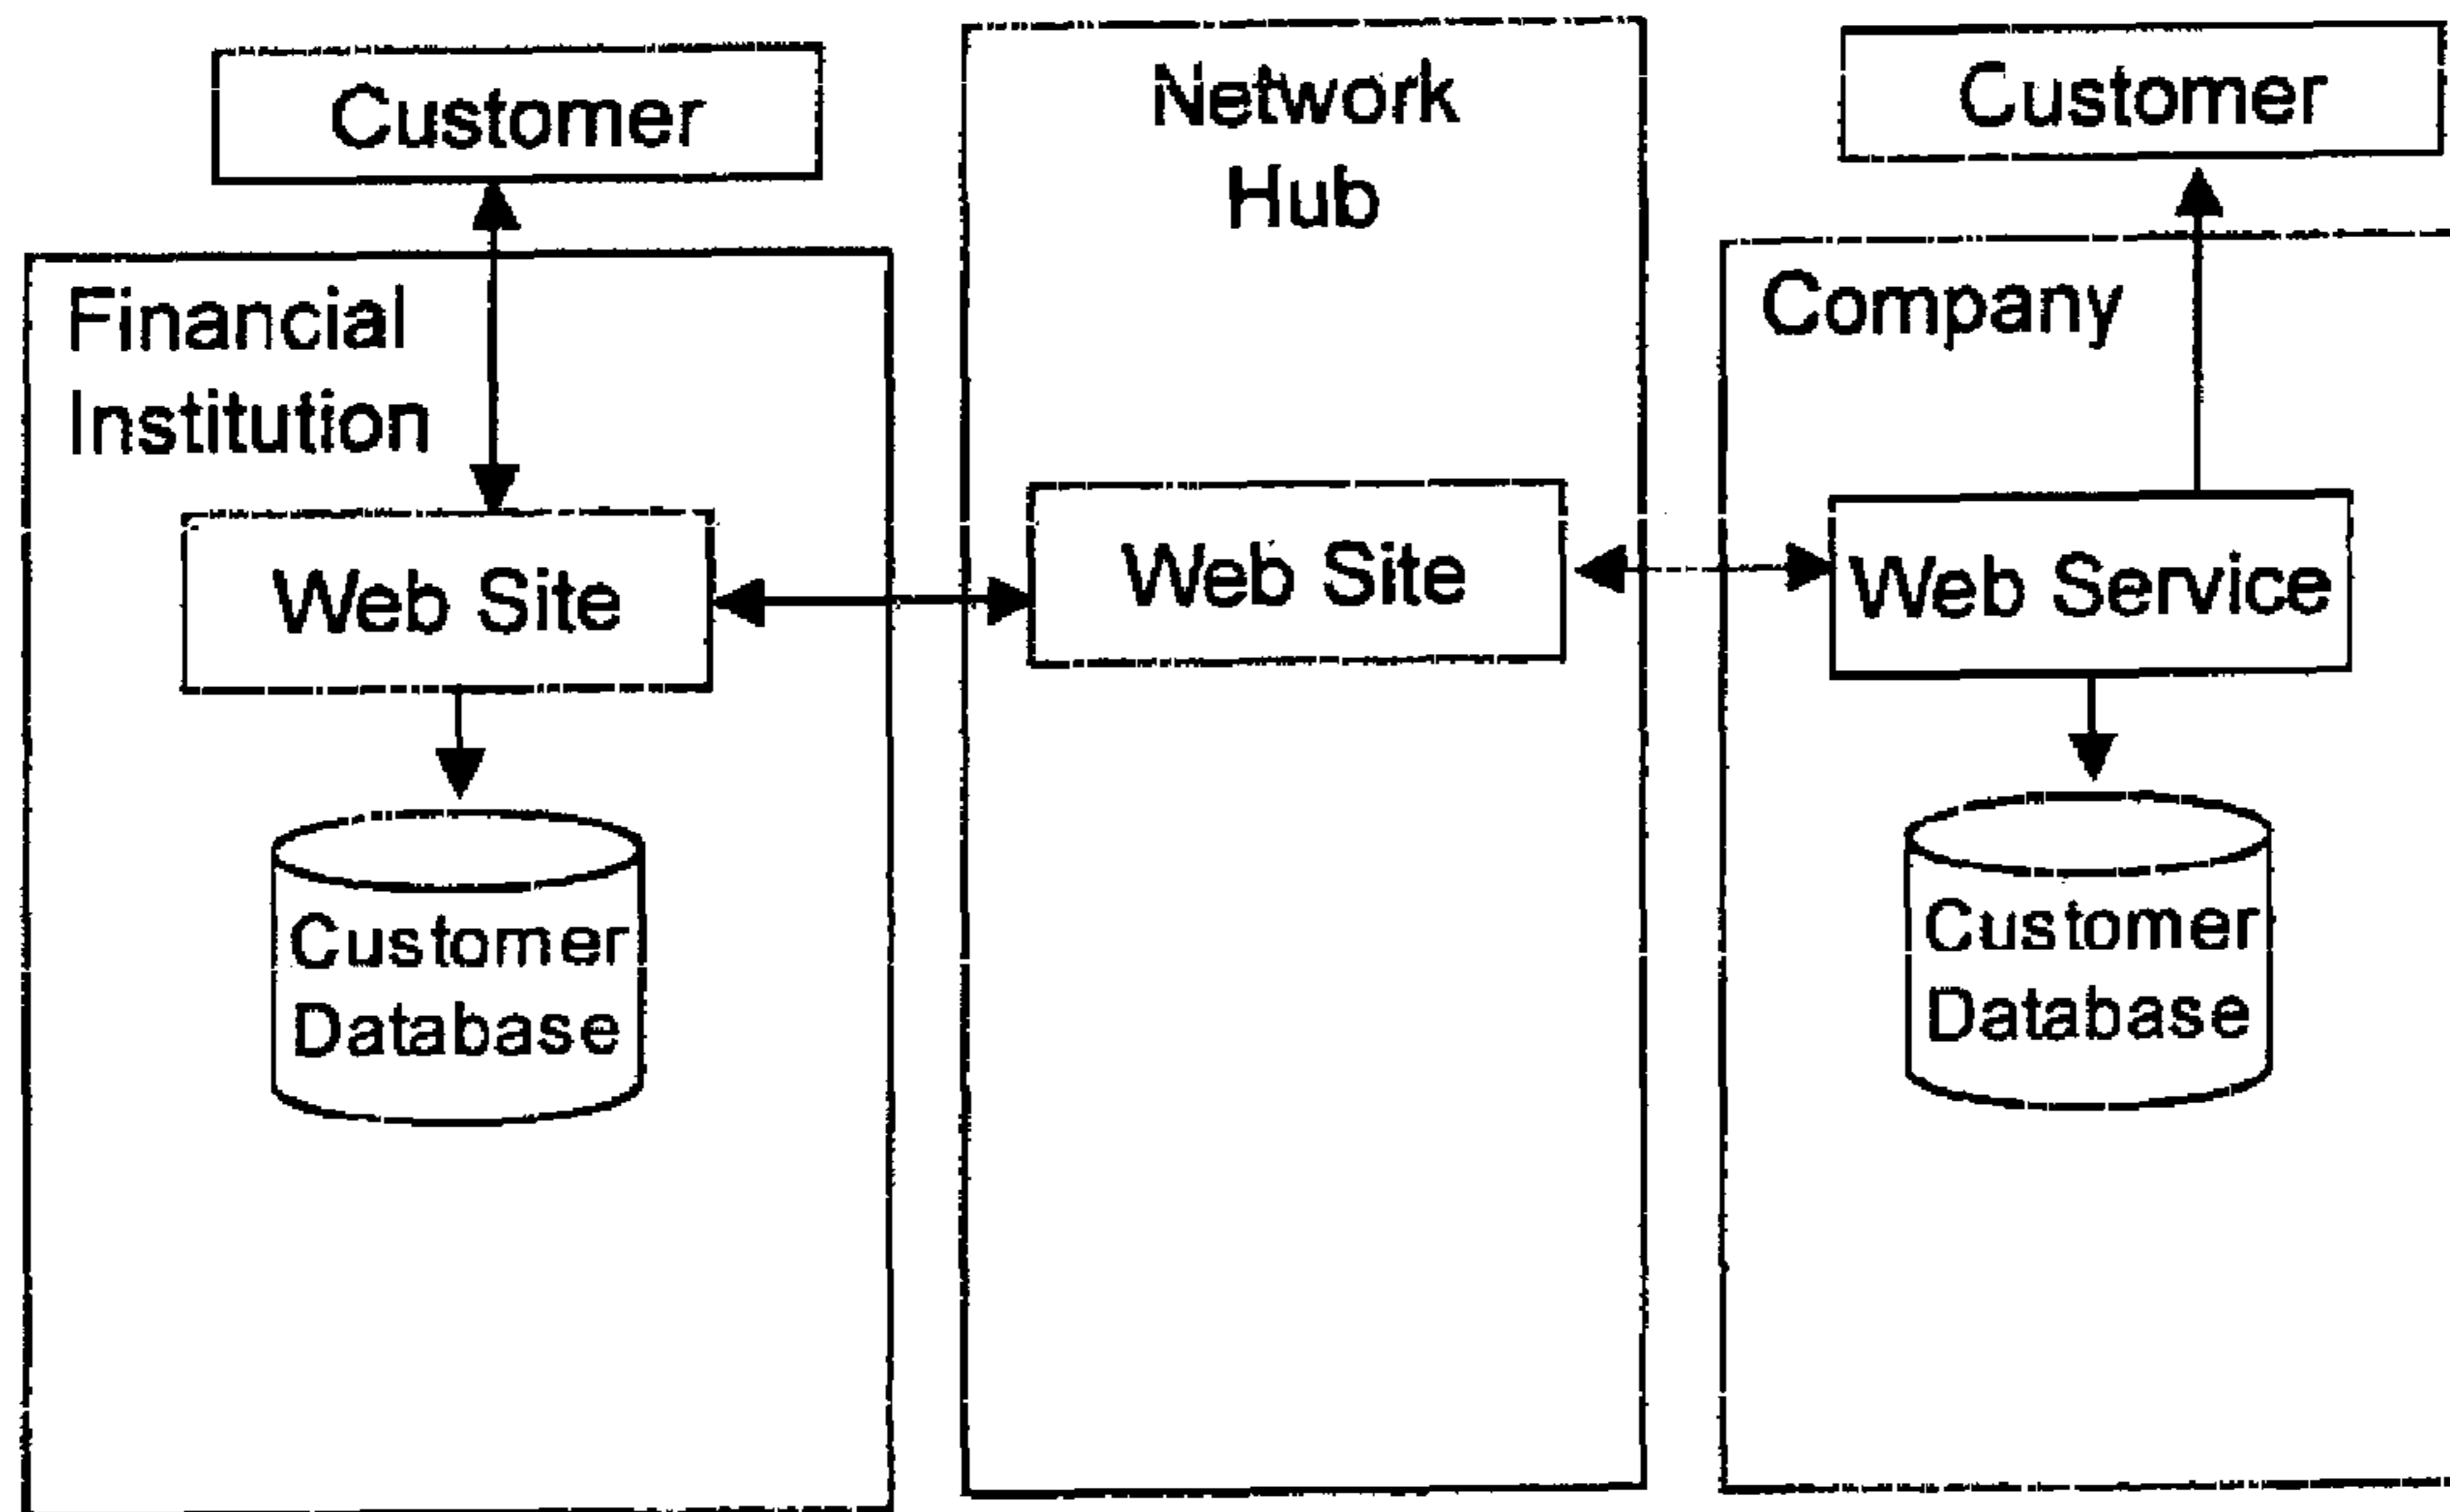 Customer
Financial
Institution
Web Site
Customer
Database
Network
Hub
Web Site
Customer
Company
Web Service
Customer
Database